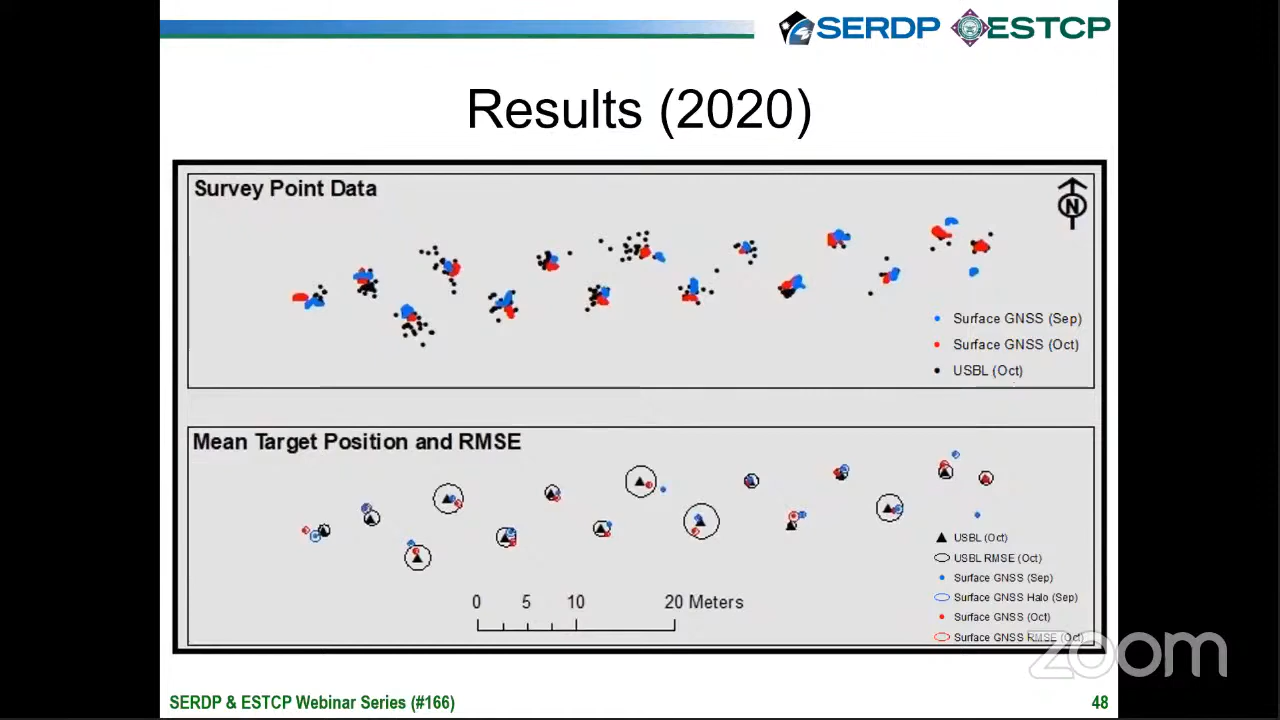 SERDP ESTCP
Results (2020)
Survey Point Data
N
Surface GNSS (Sep)
Surface GNSS (Oct)
USBL (Oct)
Mean Target Position and RMSE
USBL (Oct)
USBL RMSE (Oct)
Surface GNSS (Sep)
Surface GNSS Halo (Sep)
Surface GNSS (Oct)
Surface GNSS RMSE (Oct)
0 5 10 20 Meters
zoom
SERDP & ESTCP Webinar Series (#166)
48